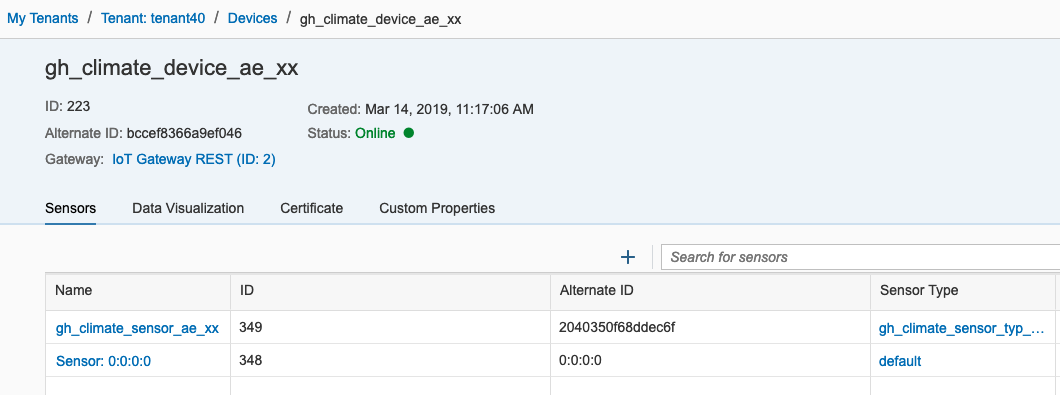 My Tenants / Tenant: tenant40 / Devices / gh_climate_device_ae_xx
gh_climate_device_ae_xx
ID: 223
Created: Mar 14, 2019, 11:17:06 AM
Alternate ID: bccef8366a9ef046
Status: Online
Gateway: IoT Gateway REST (ID: 2)
Sensors Data Visualization Certificate Custom Properties
+ Search for sensors
Name ID Alternate ID Sensor Type
gh_climate_sensor_ae_xx 349 2040350f68ddec6f gh_climate_sensor_typ_...
Sensor: 0:0:0:0 348 0:0:0:0 default